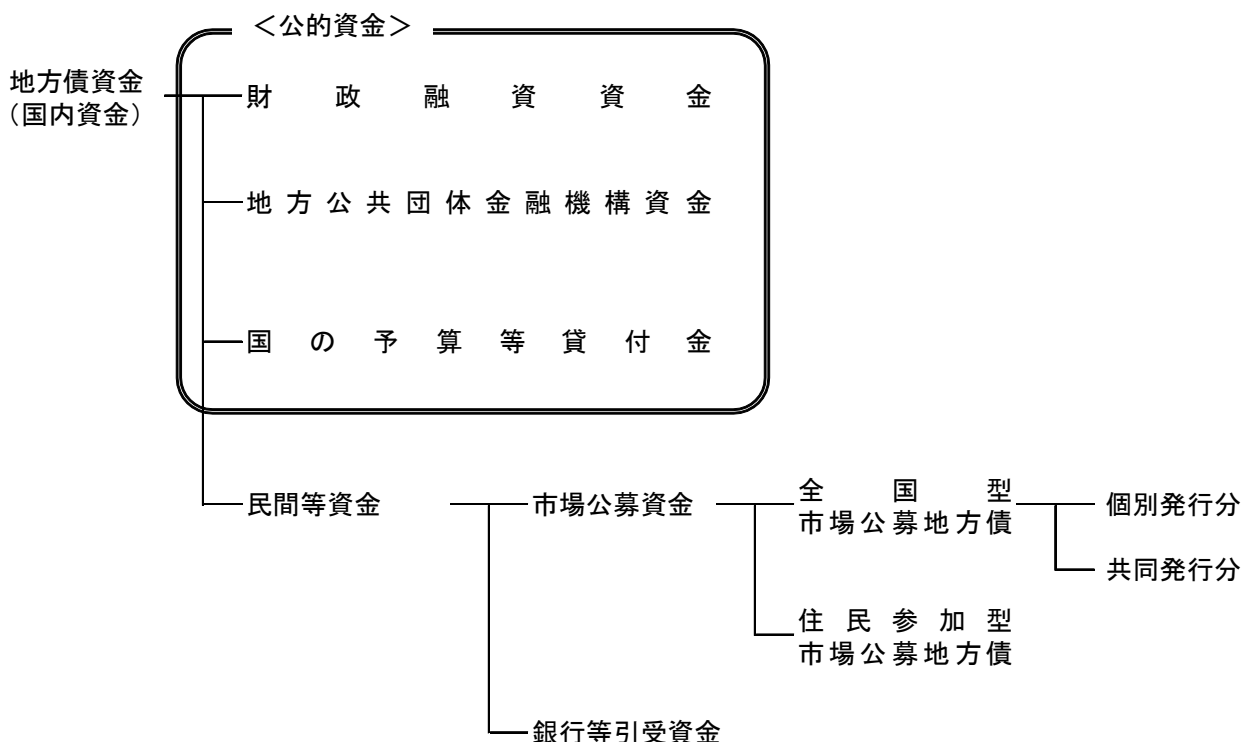 ＜公的資金＞
地方債資金
（国内資金）
財政融資資金
地方公共団体金融機構資金
国の予算等貸付金
民間等資金
市場公募資金
全国型
市場公募地方債
個別発行分
共同発行分
住民参加型
市場公募地方債
銀行等引受資金